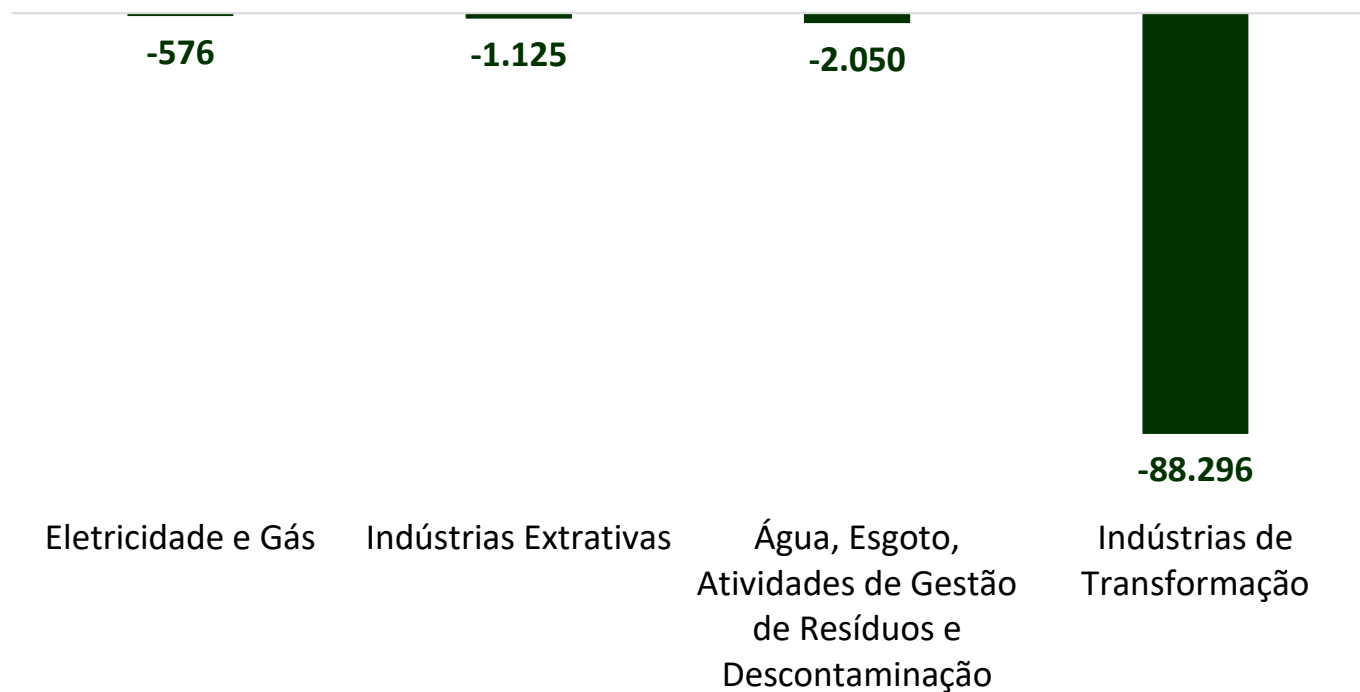 -576
-1.125
-2.050
-88.296
Eletricidade e Gás
Indústrias Extrativas
Água, Esgoto,
Atividades de Gestão
de Resíduos e
Descontaminação
Indústrias de
Transformação